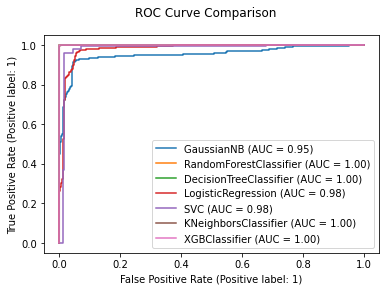 ROC Curve Comparison
True Positive Rate (Positive label: 1)
1.0
0.8
0.6
0.4
0.2
0.0
GaussianNB (AUC = 0.95)
RandomForestClassifier (AUC = 1.00)
DecisionTreeClassifier (AUC = 1.00)
LogisticRegression (AUC = 0.98)
SVC (AUC = 0.98)
KNeighborsClassifier (AUC = 1.00)
XGBClassifier (AUC = 1.00)
0.0 0.2 0.4 0.6 0.8 1.0
False Positive Rate (Positive label: 1)